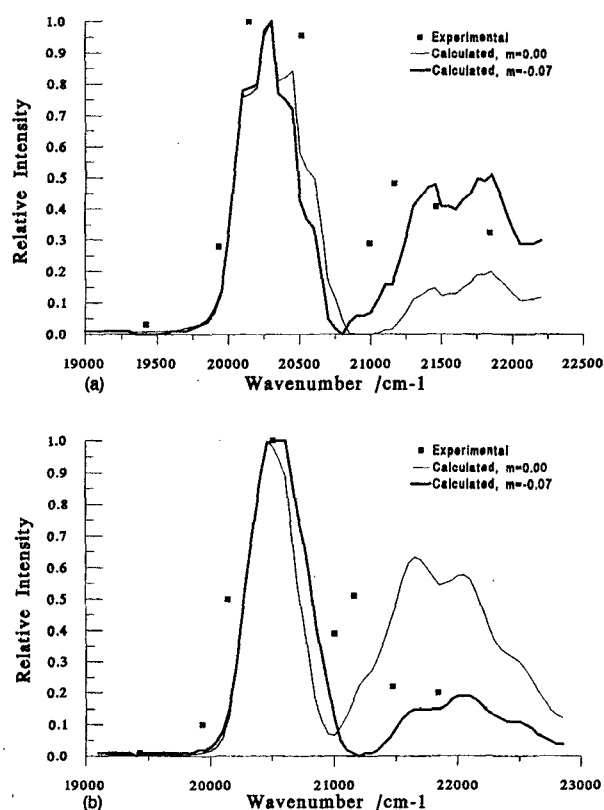 1.0
0.9
0.8
0.7
0.6
0.5
0.4
0.3
0.2
0.1
0.0
Relative Intensity
Experimental
Calculated, m=0.00
Calculated, m=-0.07
19000 19500 20000 20500 21000 21500 22000 22500
(a) Wavenumber /cm-1
1.0
0.9
0.8
0.7
0.6
0.5
0.4
0.3
0.2
0.1
0.0
Relative Intensity
Experimental
Calculated, m=0.00
Calculated, m=-0.07
19000 20000 21000 22000 23000
(b) Wavenumber /cm-1